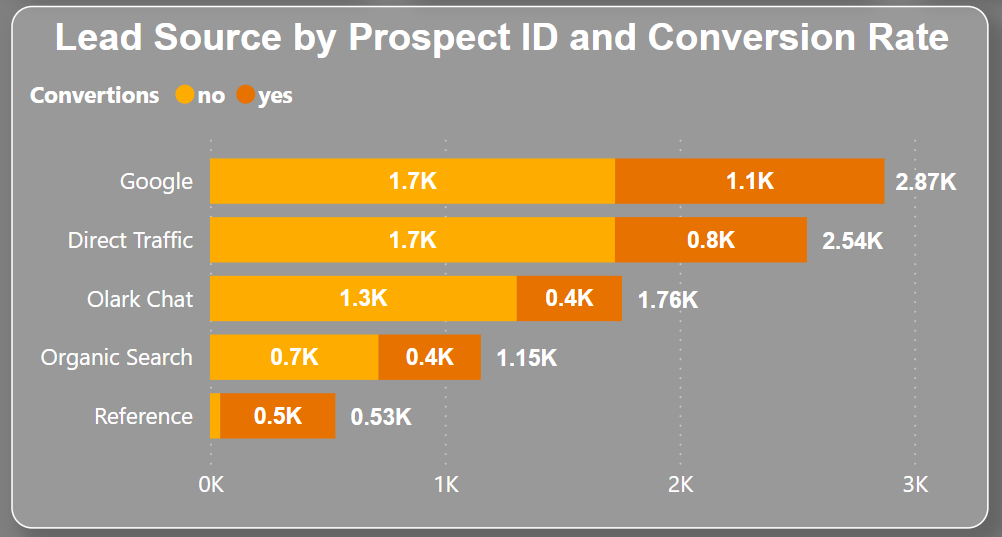 Lead Source by Prospect ID and Conversion Rate
Convertions no yes
Google 1.7K 1.1K 2.87K
Direct Traffic 1.7K 0.8K 2.54K
Olark Chat 1.3K 0.4K 1.76K
Organic Search 0.7K 0.4K 1.15K
Reference 0.5K 0.53K
0K 1K 2K 3K